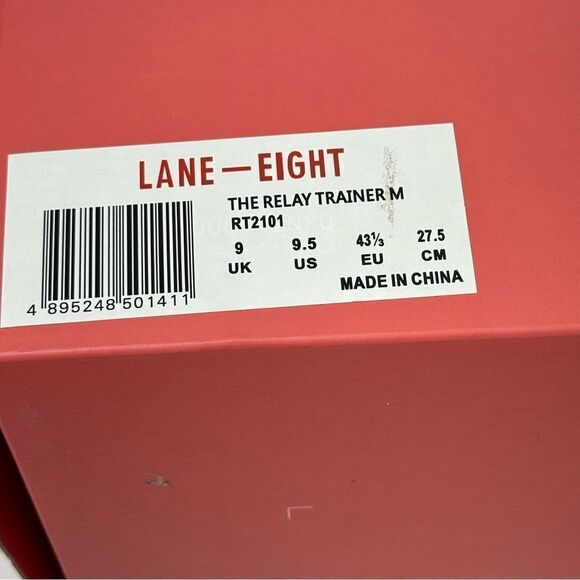 LANE—EIGHT
THE RELAY TRAINER M
RT2101
9 9.5 43⅓ 27.5
UK US EU CM
MADE IN CHINA
4 895248 501411